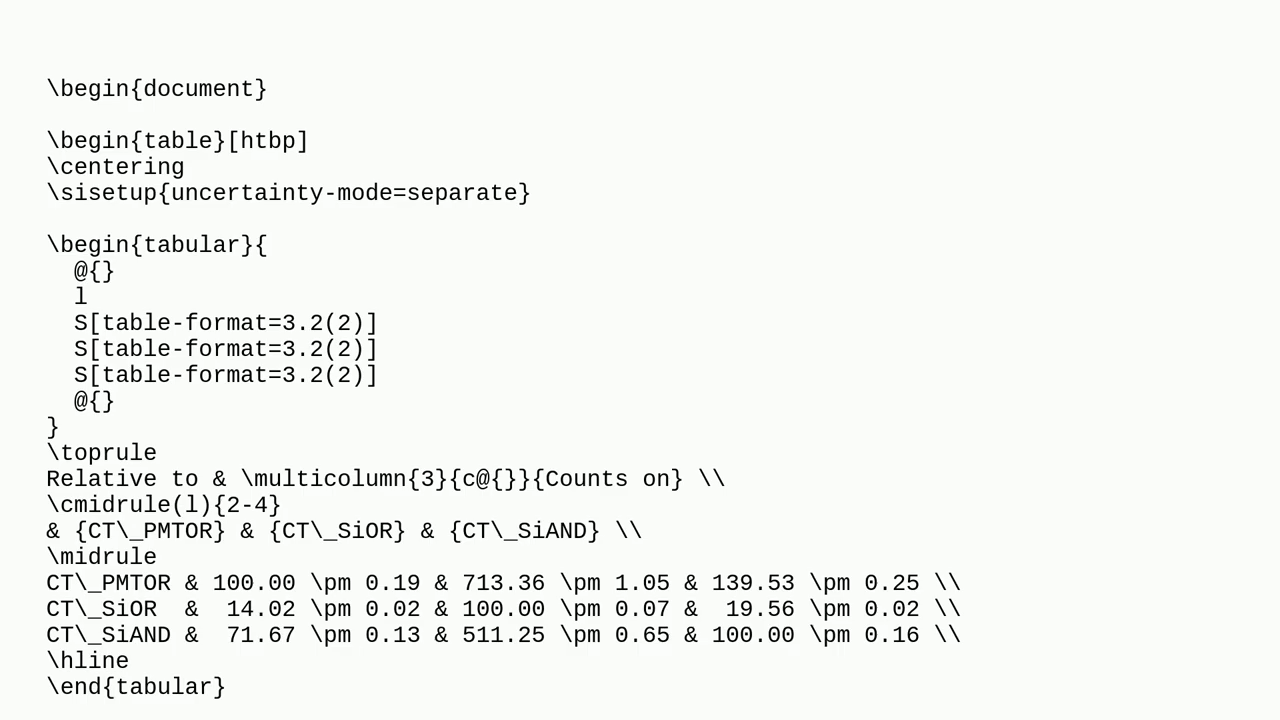 \begin{document}

\begin{table}[htbp]
\centering
\sisetup{uncertainty-mode=separate}

\begin{tabular}{
  @{}
  l
  S[table-format=3.2(2)]
  S[table-format=3.2(2)]
  S[table-format=3.2(2)]
  @{}
}
\toprule
Relative to & \multicolumn{3}{c@{}}{Counts on} \\
\cmidrule(l){2-4}
& {CT\_PMTOR} & {CT\_SiOR} & {CT\_SiAND} \\
\midrule
CT\_PMTOR & 100.00 \pm 0.19 & 713.36 \pm 1.05 & 139.53 \pm 0.25 \\
CT\_SiOR  &  14.02 \pm 0.02 & 100.00 \pm 0.07 &  19.56 \pm 0.02 \\
CT\_SiAND &  71.67 \pm 0.13 & 511.25 \pm 0.65 & 100.00 \pm 0.16 \\
\hline
\end{tabular}